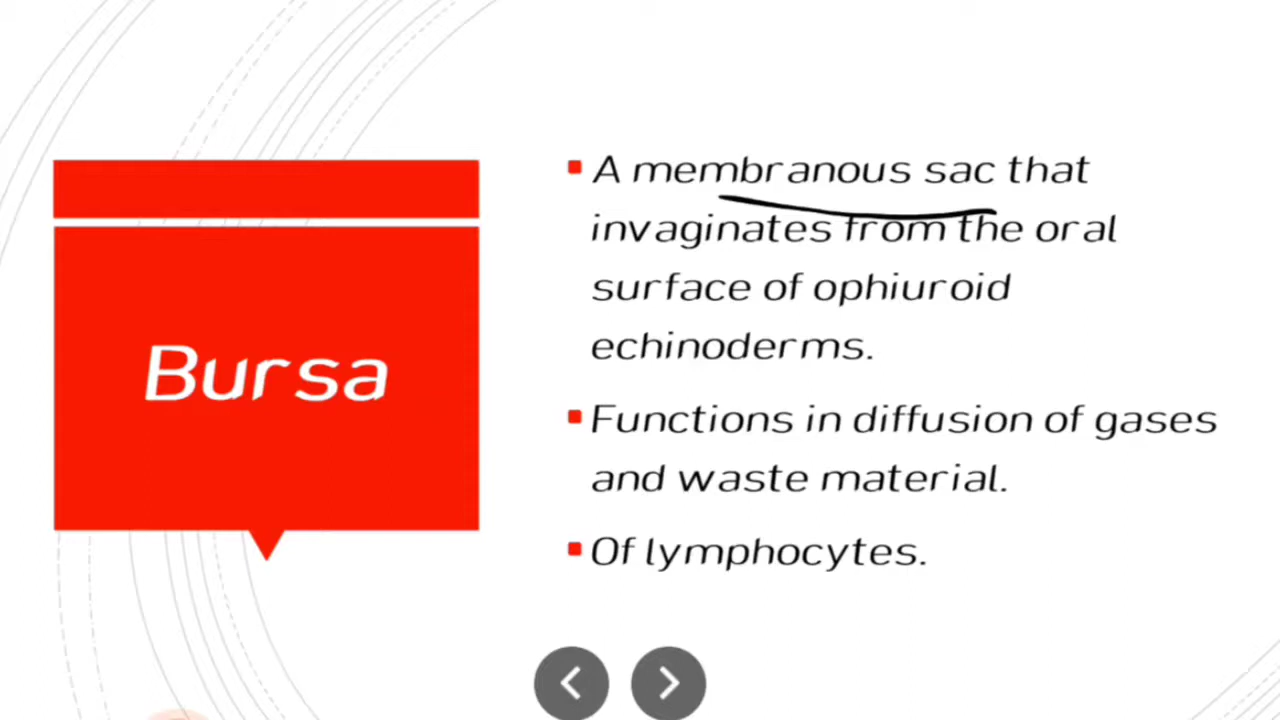 Bursa
A membranous sac that
invaginates from the oral
surface of ophiuroid
echinoderms.
Functions in diffusion of gases
and waste material.
Of lymphocytes.